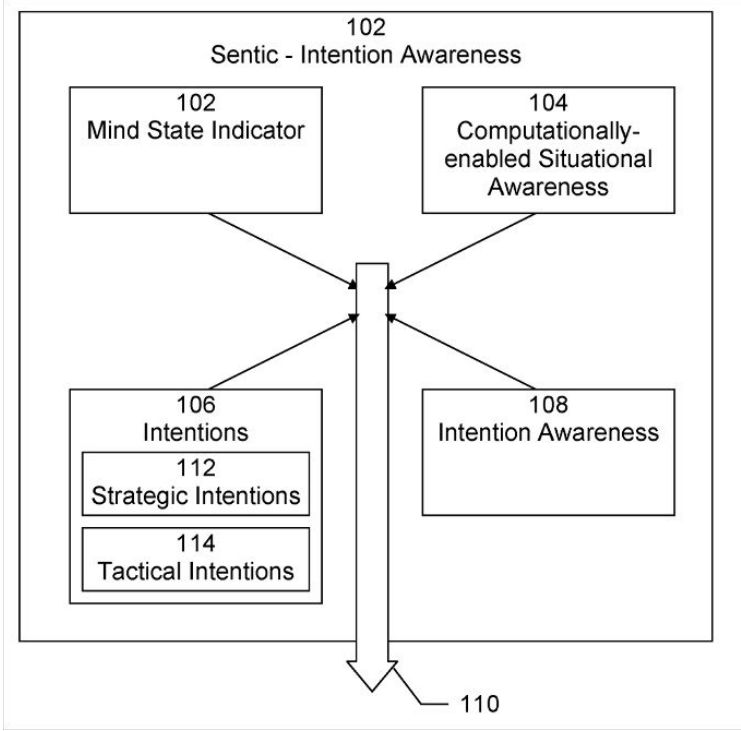 102
Sentic - Intention Awareness
102
Mind State Indicator
104
Computationally-
enabled Situational
Awareness
106
Intentions
112
Strategic Intentions
114
Tactical Intentions
108
Intention Awareness
110